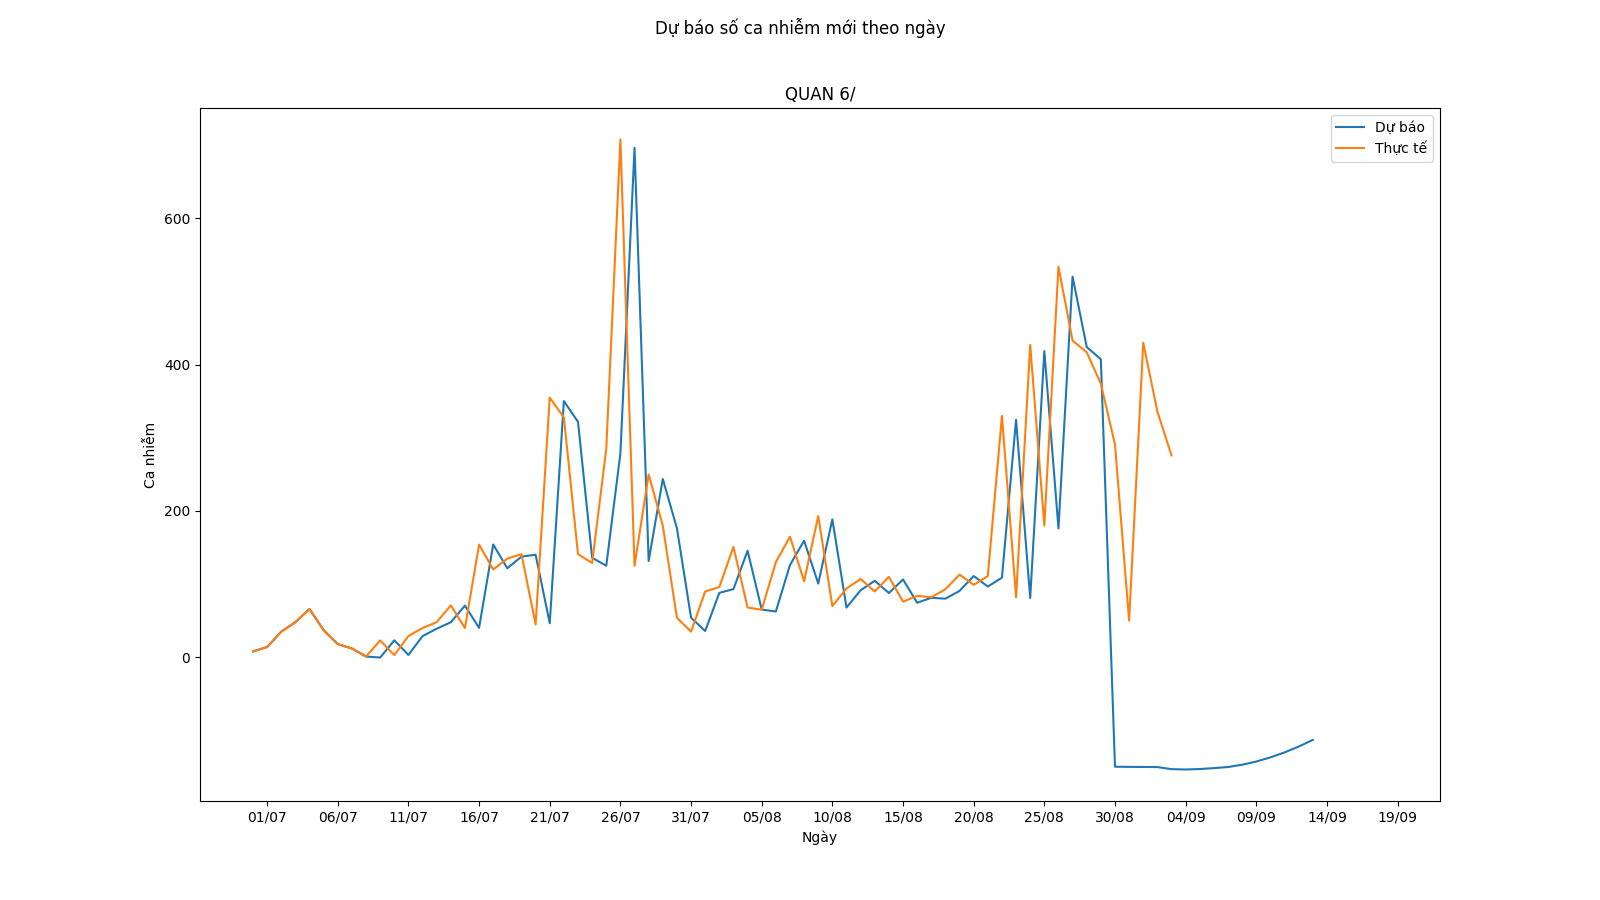 Dự báo số ca nhiễm mới theo ngày
QUAN 6/
Dự báo
Thực tế
600
400
200
0
Ca nhiễm
01/07 06/07 11/07 16/07 21/07 26/07 31/07 05/08 10/08 15/08 20/08 25/08 30/08 04/09 09/09 14/09 19/09
Ngày